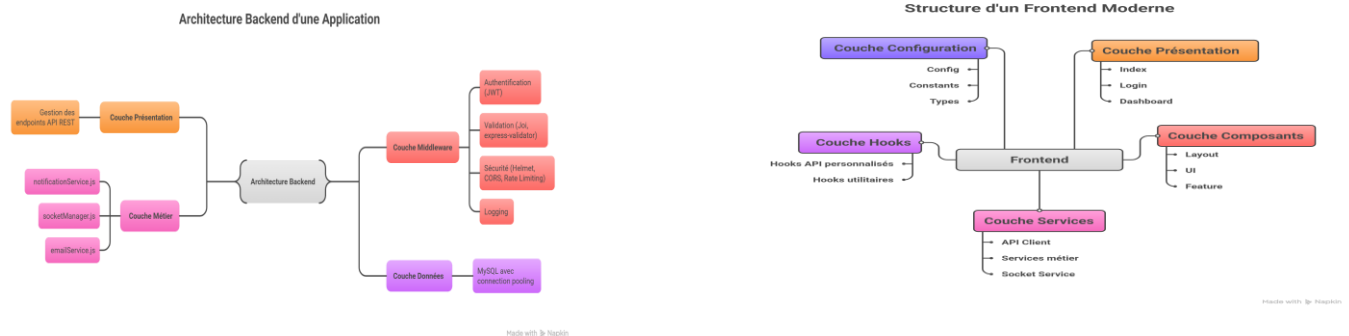 Architecture Backend d'une Application
Gestion des
endpoints API REST
Couche Présentation
notificationService.js
socketManager.js
emailService.js
Couche Métier
Architecture Backend
Couche Middleware
Authentification
(JWT)
Validation (Joi,
express-validator)
Sécurité (Helmet,
CORS, Rate Limiting)
Logging
Couche Données
MySQL avec
connection pooling
Made with Napkin
Structure d'un Frontend Moderne
Couche Configuration
Config
Constants
Types
Couche Présentation
Index
Login
Dashboard
Couche Hooks
Hooks API personnalisés
Hooks utilitaires
Frontend
Couche Composants
Layout
UI
Feature
Couche Services
API Client
Services métier
Socket Service
Made with Napkin